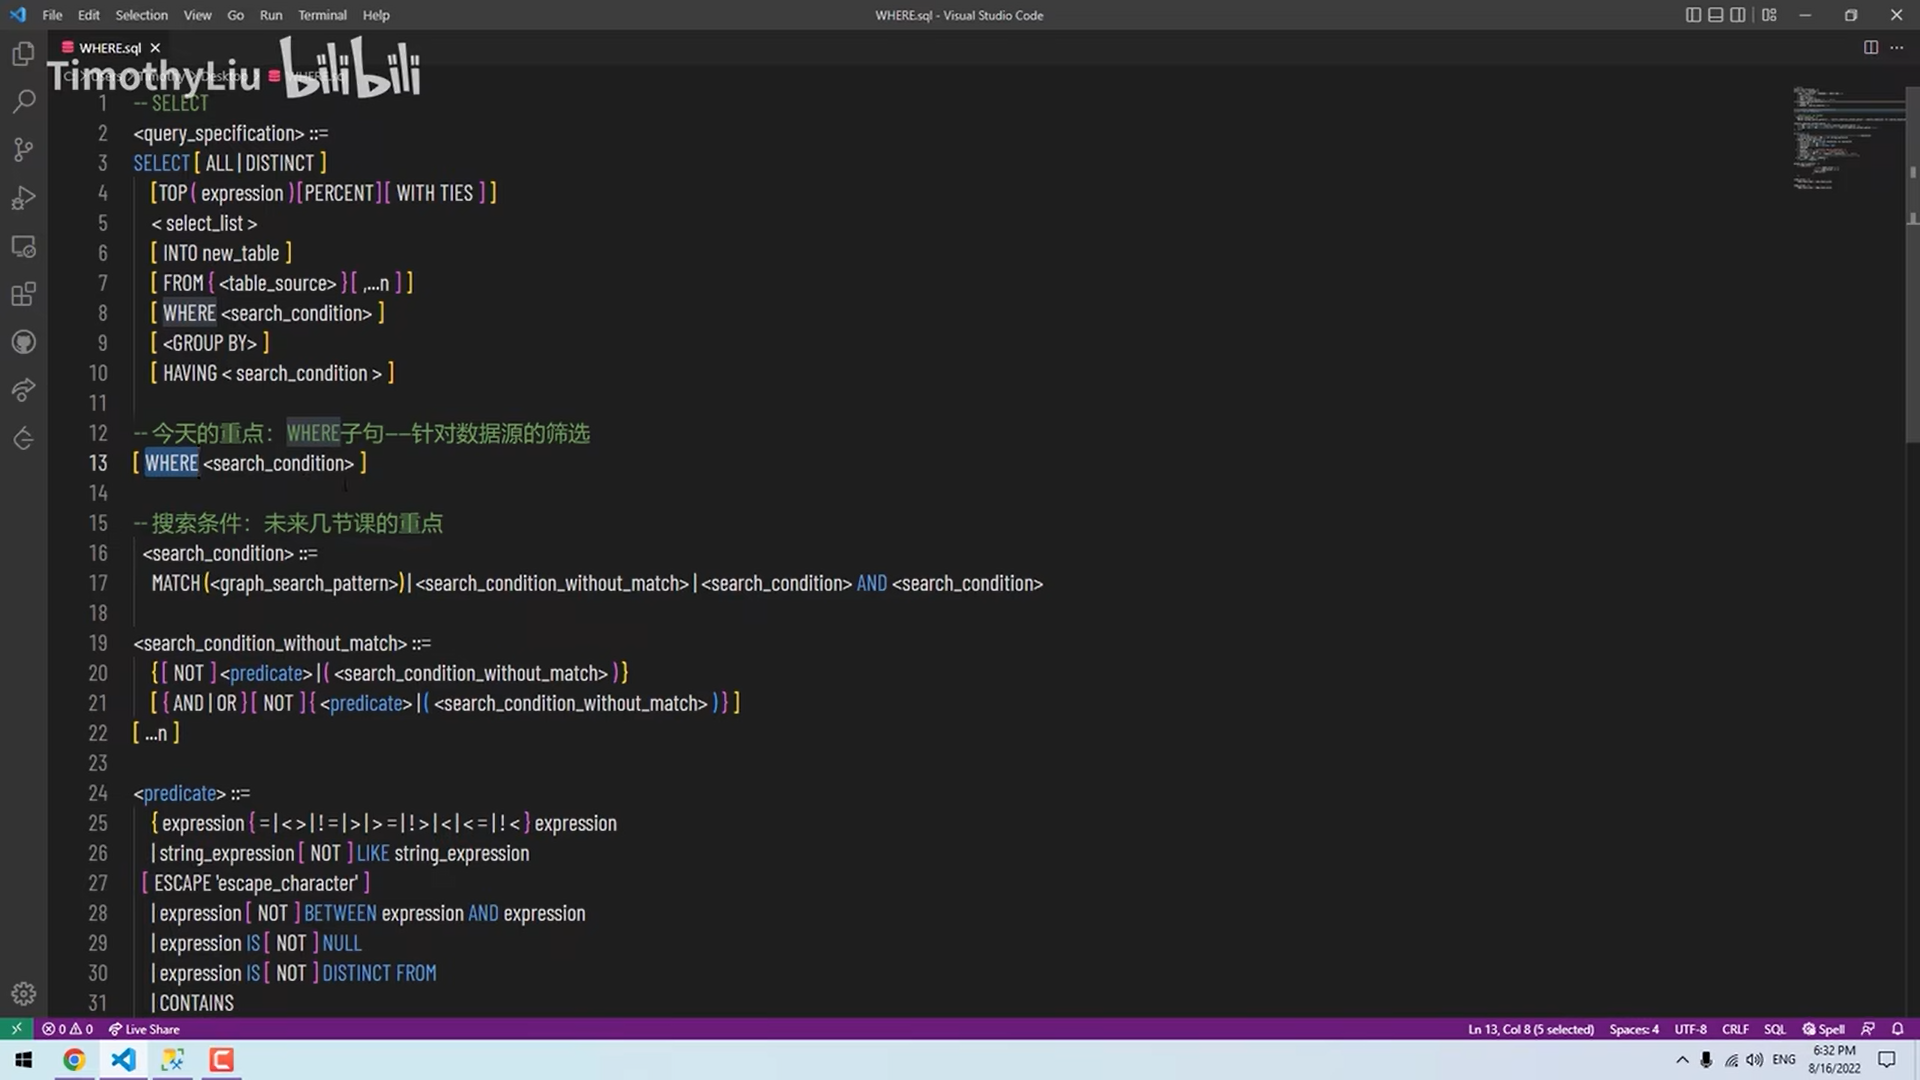 File Edit Selection View Go Run Terminal Help
WHERE.sql - Visual Studio Code
WHERE.sql
TimothyLiu bilibili
1 -- SELECT
2 <query_specification> ::=
3 SELECT [ ALL | DISTINCT ]
4 [TOP ( expression ) [PERCENT] [ WITH TIES ] ]
5 < select_list >
6 [ INTO new_table ]
7 [ FROM { <table_source> } [ ,...n ] ]
8 [ WHERE <search_condition> ]
9 [ <GROUP BY> ]
10 [ HAVING < search_condition > ]
11
12 -- 今天的重点：WHERE子句——针对数据源的筛选
13 [ WHERE <search_condition> ]
14
15 -- 搜索条件：未来几节课的重点
16 <search_condition> ::=
17 MATCH (<graph_search_pattern>) | <search_condition_without_match> | <search_condition> AND <search_condition>
18
19 <search_condition_without_match> ::=
20 { [ NOT ] <predicate> | ( <search_condition_without_match> ) }
21 [ { AND | OR } [ NOT ] { <predicate> | ( <search_condition_without_match> ) } ]
22 [ ...n ]
23
24 <predicate> ::=
25 { expression { = | < > | ! = | > | > = | ! > | < | < = | ! < } expression
26 | string_expression [ NOT ] LIKE string_expression
27 [ ESCAPE 'escape_character' ]
28 | expression [ NOT ] BETWEEN expression AND expression
29 | expression IS [ NOT ] NULL
30 | expression IS [ NOT ] DISTINCT FROM
31 | CONTAINS
0 0 Live Share
Ln 13, Col 8 (5 selected) Spaces: 4 UTF-8 CRLF SQL Spell
ENG
6:32 PM
8/16/2022